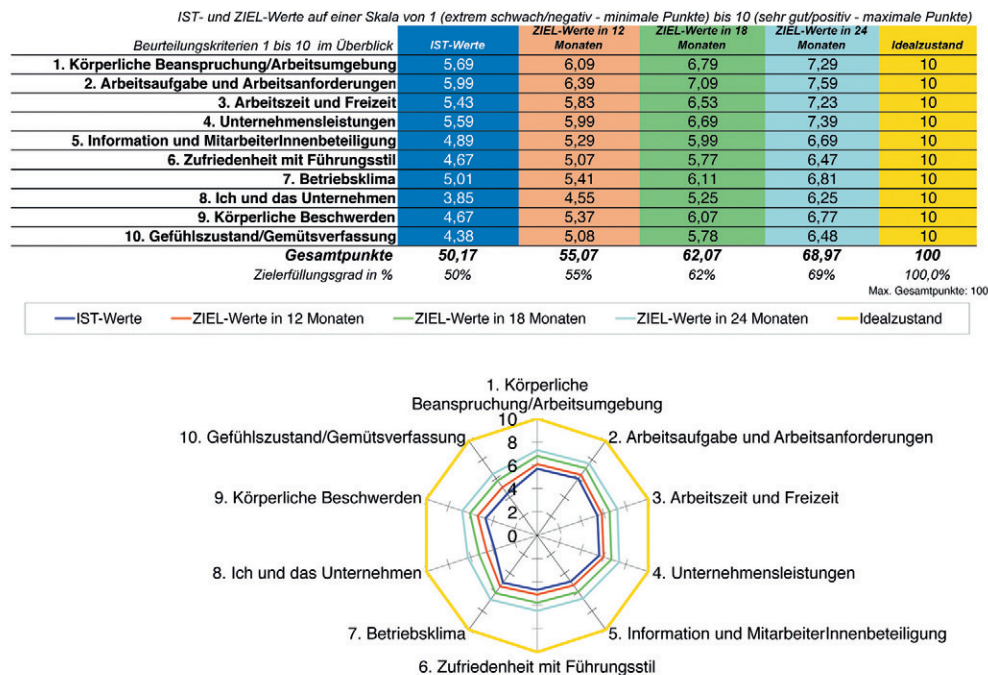 IST- und ZIEL-Werte auf einer Skala von 1 (extrem schwach/negativ - minimale Punkte) bis 10 (sehr gut/positiv - maximale Punkte)
Beurteilungskriterien 1 bis 10 im Überblick IST-Werte ZIEL-Werte in 12 Monaten ZIEL-Werte in 18 Monaten ZIEL-Werte in 24 Monaten Idealzustand
1. Körperliche Beanspruchung/Arbeitsumgebung 5,69 6,09 6,79 7,29 10
2. Arbeitsaufgabe und Arbeitsanforderungen 5,99 6,39 7,09 7,59 10
3. Arbeitszeit und Freizeit 5,43 5,83 6,53 7,23 10
4. Unternehmensleistungen 5,59 5,99 6,69 7,39 10
5. Information und MitarbeiterInnenbeteiligung 4,89 5,29 5,99 6,69 10
6. Zufriedenheit mit Führungsstil 4,67 5,07 5,77 6,47 10
7. Betriebsklima 5,01 5,41 6,11 6,81 10
8. Ich und das Unternehmen 3,85 4,55 5,25 6,25 10
9. Körperliche Beschwerden 4,67 5,37 6,07 6,77 10
10. Gefühlszustand/Gemütsverfassung 4,38 5,08 5,78 6,48 10
Gesamtpunkte 50,17 55,07 62,07 68,97 100
Zielerfüllungsgrad in % 50% 55% 62% 69% 100,0%
Max. Gesamtpunkte: 100
IST-Werte ZIEL-Werte in 12 Monaten ZIEL-Werte in 18 Monaten ZIEL-Werte in 24 Monaten Idealzustand
1. Körperliche
Beanspruchung/Arbeitsumgebung
10
10. Gefühlszustand/Gemütsverfassung
2. Arbeitsaufgabe und Arbeitsanforderungen
8
6
4
9. Körperliche Beschwerden
3. Arbeitszeit und Freizeit
2
0
8. Ich und das Unternehmen
4. Unternehmensleistungen
7. Betriebsklima
5. Information und MitarbeiterInnenbeteiligung
6. Zufriedenheit mit Führungsstil